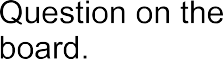 Question on the
board.